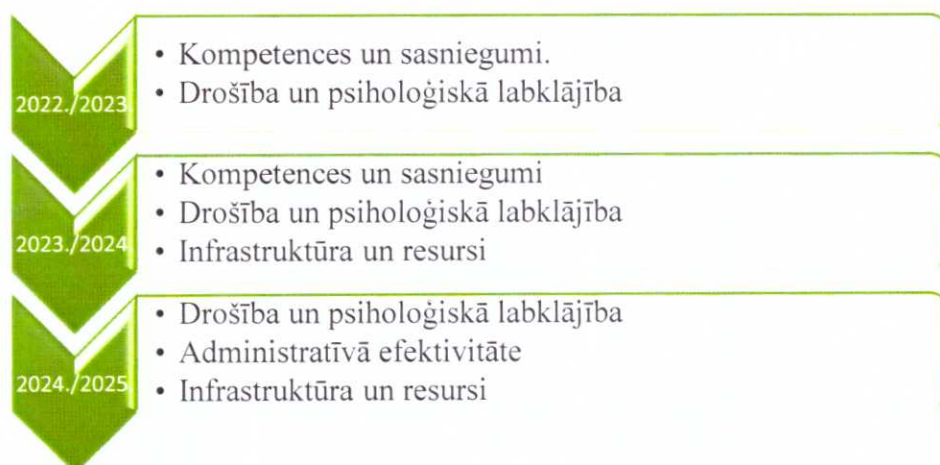 2022./2023
• Kompetences un sasniegumi.
• Drošība un psiholoģiskā labklājība
2023./2024
• Kompetences un sasniegumi
• Drošība un psiholoģiskā labklājība
• Infrastruktūra un resursi
2024./2025
• Drošība un psiholoģiskā labklājība
• Administratīvā efektivitāte
• Infrastruktūra un resursi